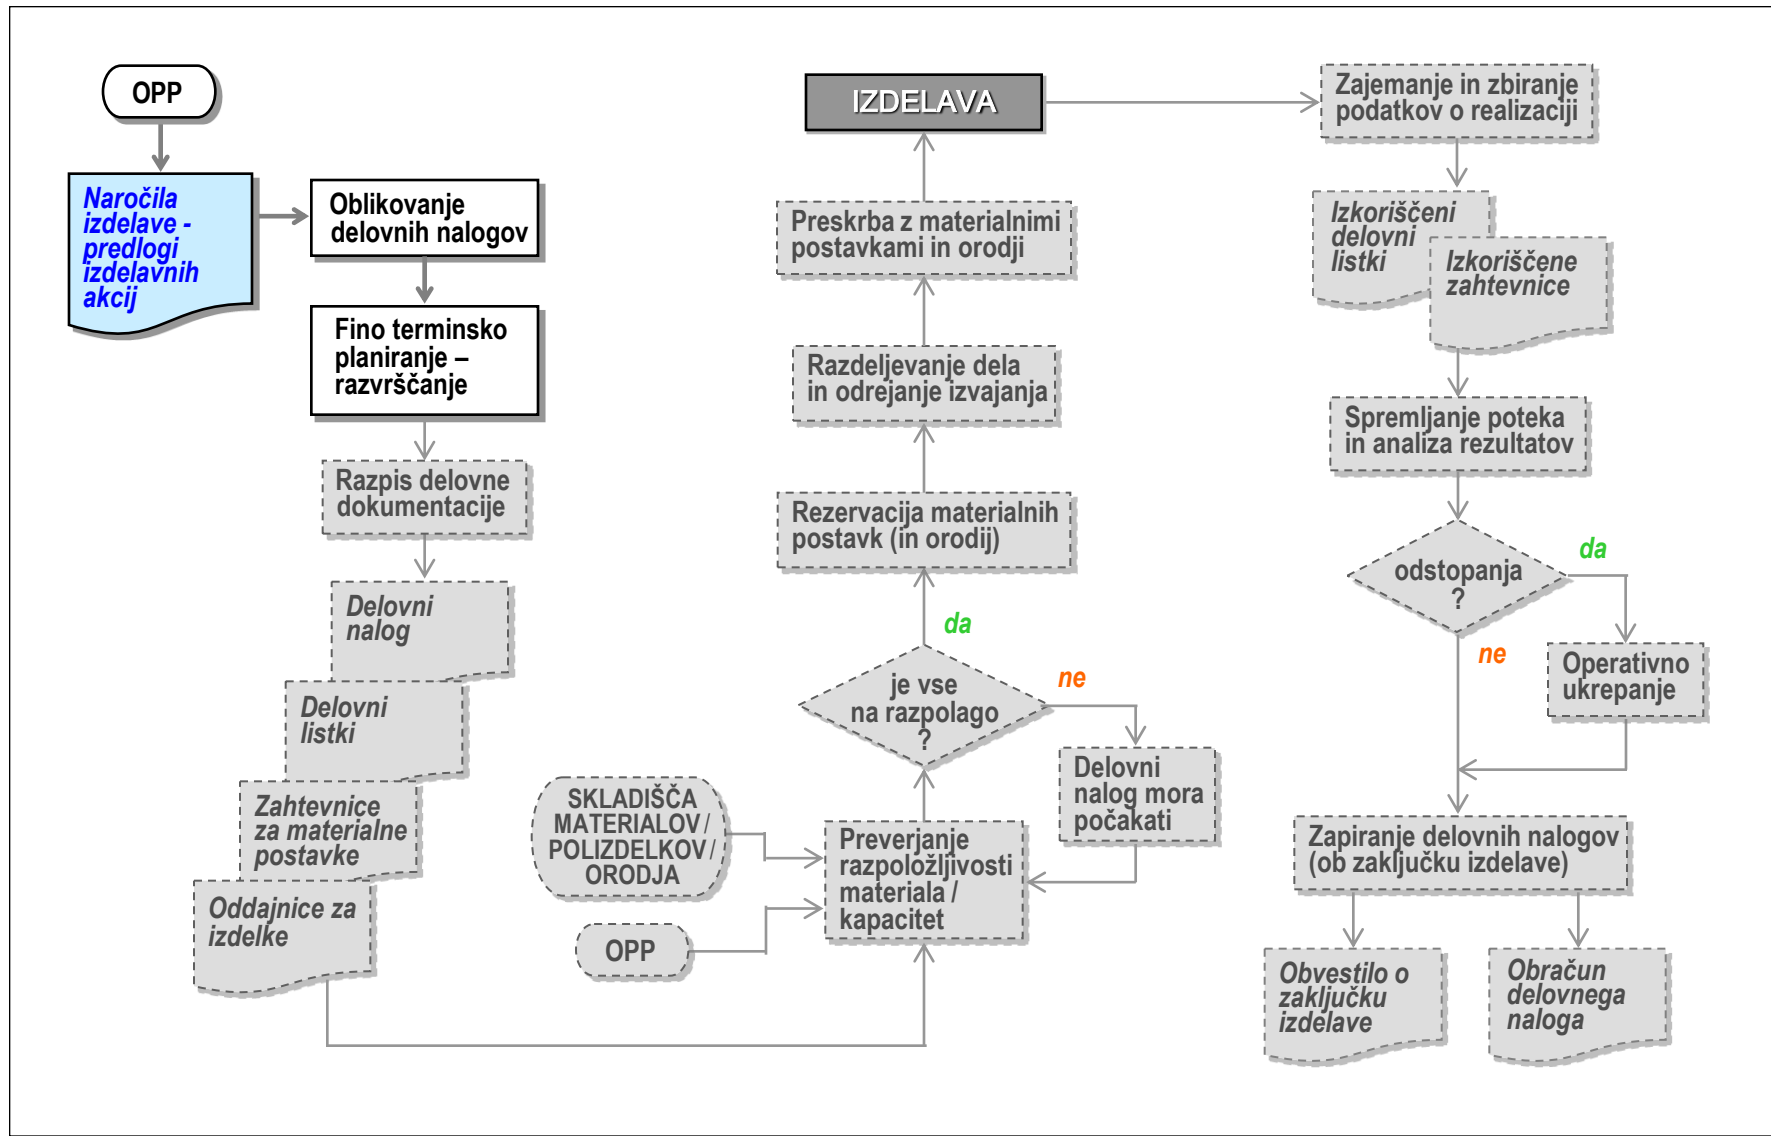 OPP
Naročila
izdelave -
predlogi
izdelavnih
akcij
Oblikovanje
delovnih nalogov
Fino terminsko
planiranje –
razvrščanje
Razpis delovne
dokumentacije
Delovni
nalog
Delovni
listki
Zahtevnice
za materialne
postavke
Oddajnice za
izdelke
IZDELAVA
Preskrba z materialnimi
postavkami in orodji
Razdeljevanje dela
in odrejanje izvajanja
Rezervacija materialnih
postavk (in orodij)
da
je vse
na razpolago
?
ne
Delovni
nalog mora
počakati
SKLADIŠČA
MATERIALOV/
POLIZDELKOV/
ORODJA
OPP
Preverjanje
razpoložljivosti
materiala /
kapacitet
Zajemanje in zbiranje
podatkov o realizaciji
Izkoriščeni
delovni
listki
Izkoriščene
zahtevnice
Spremljanje poteka
in analiza rezultatov
odstopanja
?
da
ne
Operativno
ukrepanje
Zapiranje delovnih nalogov
(ob zaključku izdelave)
Obvestilo o
zaključku
izdelave
Obračun
delovnega
naloga